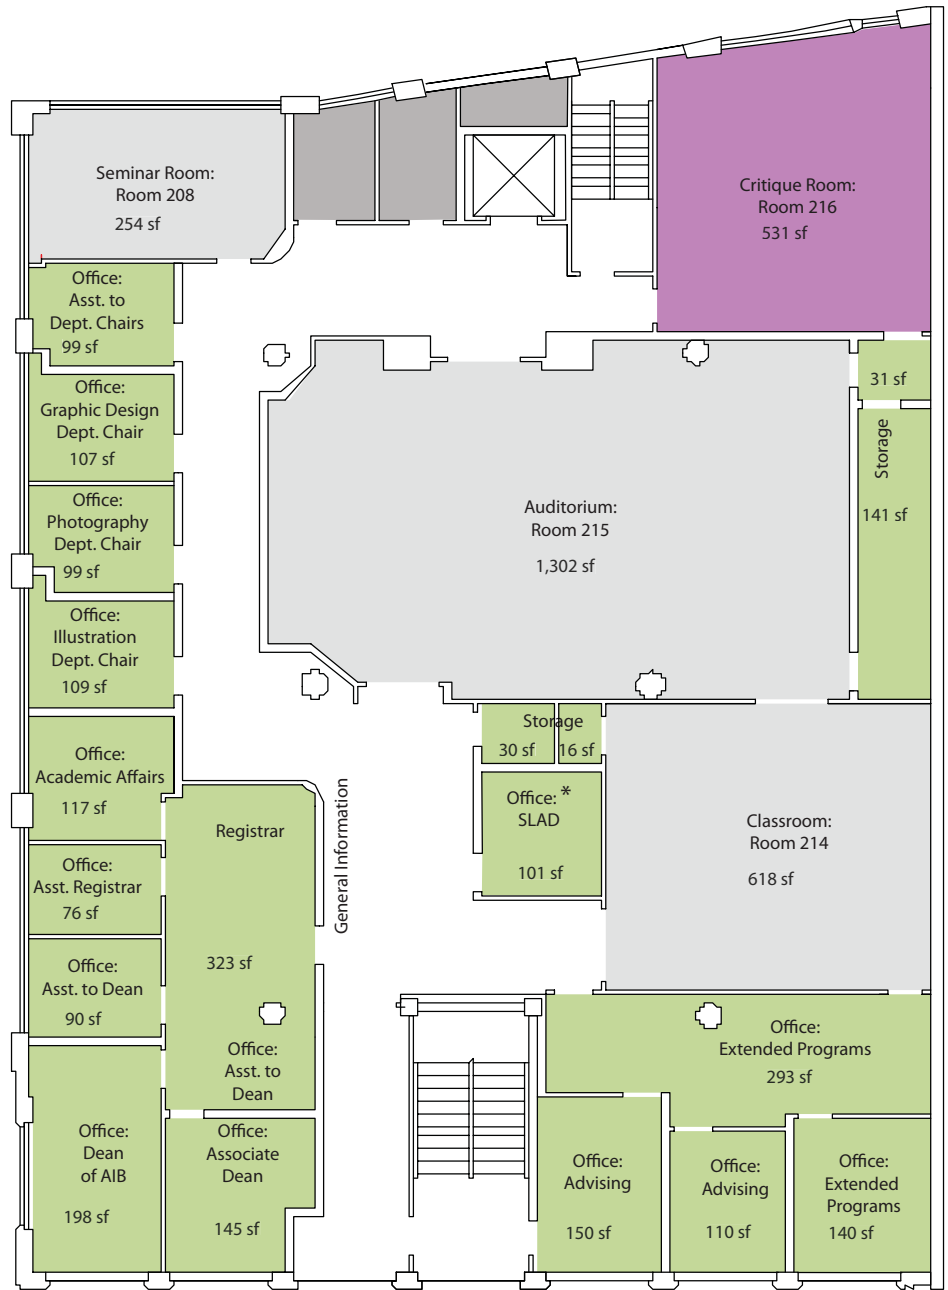 Seminar Room:
Room 208
254 sf
Critique Room:
Room 216
531 sf
Office:
Asst. to
Dept. Chairs
99 sf
Office:
Graphic Design
Dept. Chair
107 sf
Office:
Photography
Dept. Chair
99 sf
Office:
Illustration
Dept. Chair
109 sf
Auditorium:
Room 215
1,302 sf
31 sf
Storage
141 sf
Office:
Academic Affairs
117 sf
Registrar
323 sf
Office:
Asst. to
Dean
General Information
Storage
30 sf
16 sf
Office: *
SLAD
101 sf
Classroom:
Room 214
618 sf
Office:
Asst. Registrar
76 sf
Office:
Asst. to Dean
90 sf
Office:
Dean
of AIB
198 sf
Office:
Associate
Dean
145 sf
Office:
Extended Programs
293 sf
Office:
Advising
150 sf
Office:
Advising
110 sf
Office:
Extended
Programs
140 sf